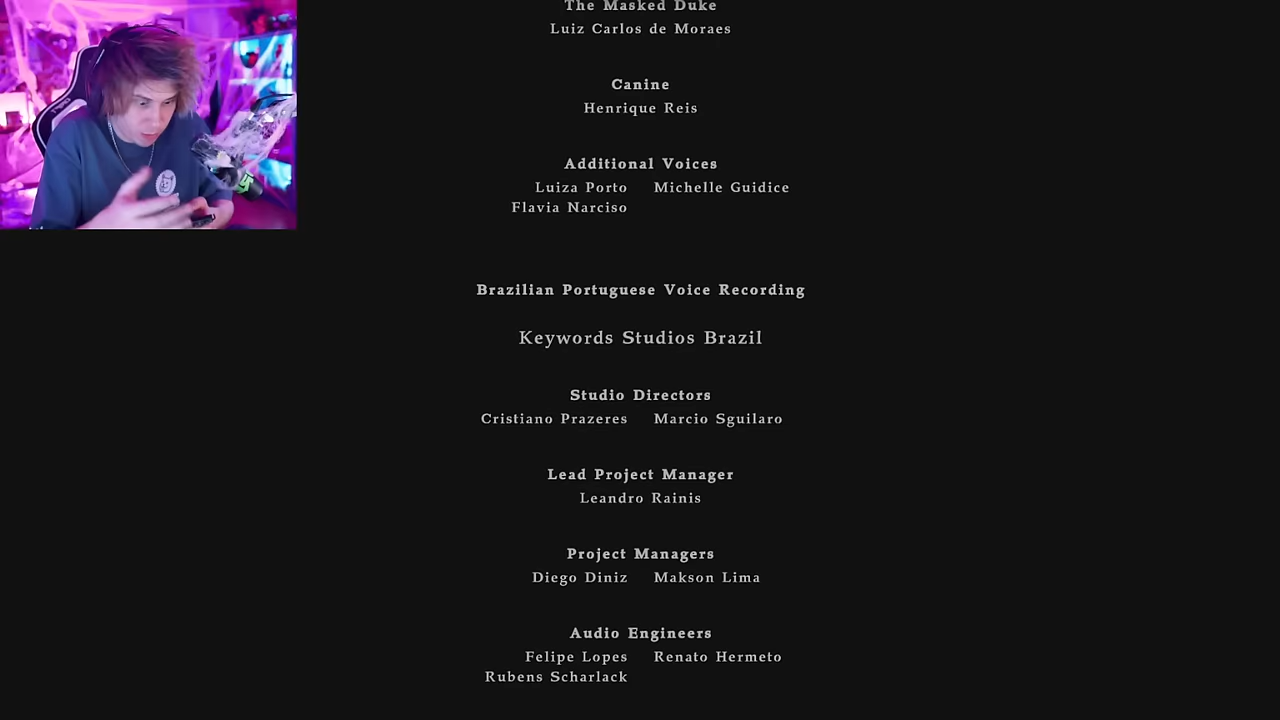 The Masked Duke
Luiz Carlos de Moraes
Canine
Henrique Reis
Additional Voices
Luiza Porto Michelle Guidice
Flavia Narciso
Brazilian Portuguese Voice Recording
Keywords Studios Brazil
Studio Directors
Cristiano Prazeres Marcio Sguilaro
Lead Project Manager
Leandro Rainis
Project Managers
Diego Diniz Makson Lima
Audio Engineers
Felipe Lopes Renato Hermeto
Rubens Scharlack